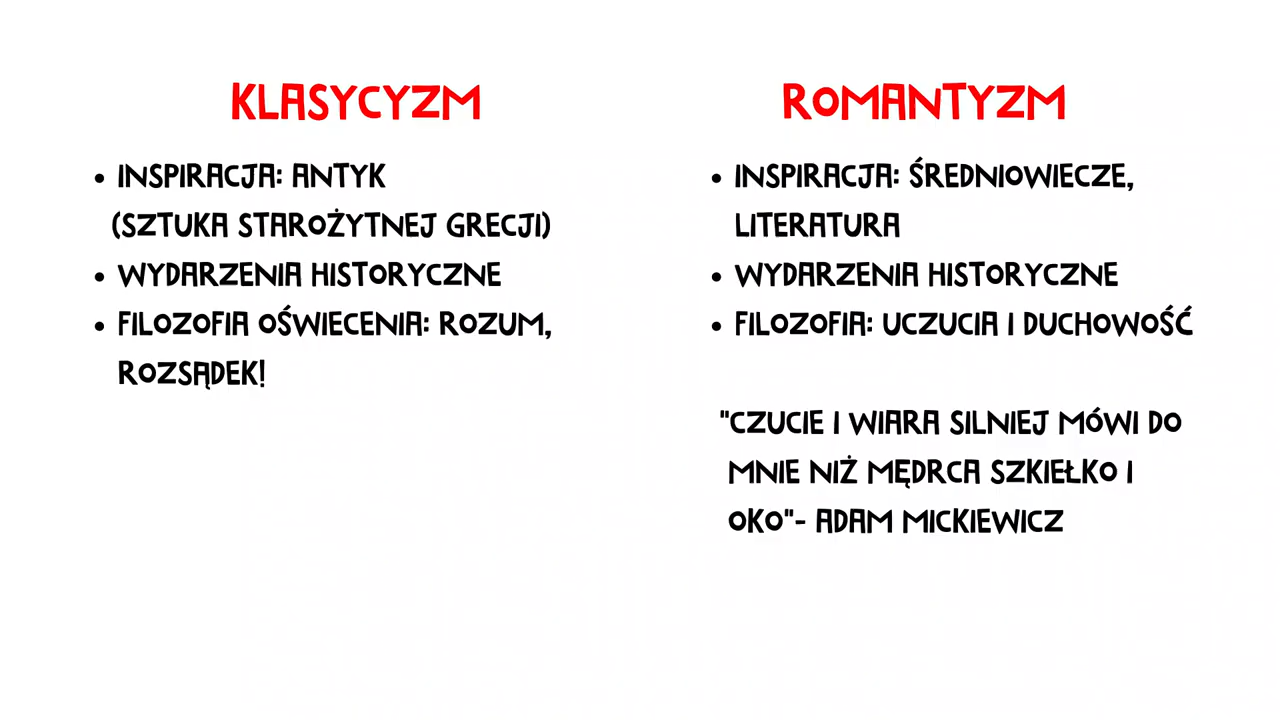 KLASYCYZM
• INSPIRACJA: ANTYK
(SZTUKA STAROŻYTNEJ GRECJI)
• WYDARZENIA HISTORYCZNE
• FILOZOFIA OŚWIECENIA: ROZUM,
ROZSĄDEK!
ROMANTYZM
• INSPIRACJA: ŚREDNIOWIECZE,
LITERATURA
• WYDARZENIA HISTORYCZNE
• FILOZOFIA: UCZUCIA I DUCHOWOŚĆ
"CZUCIE I WIARA SILNIEJ MÓWI DO
MNIE NIŻ MĘDRCA SZKIEŁKO I
OKO"- ADAM MICKIEWICZ